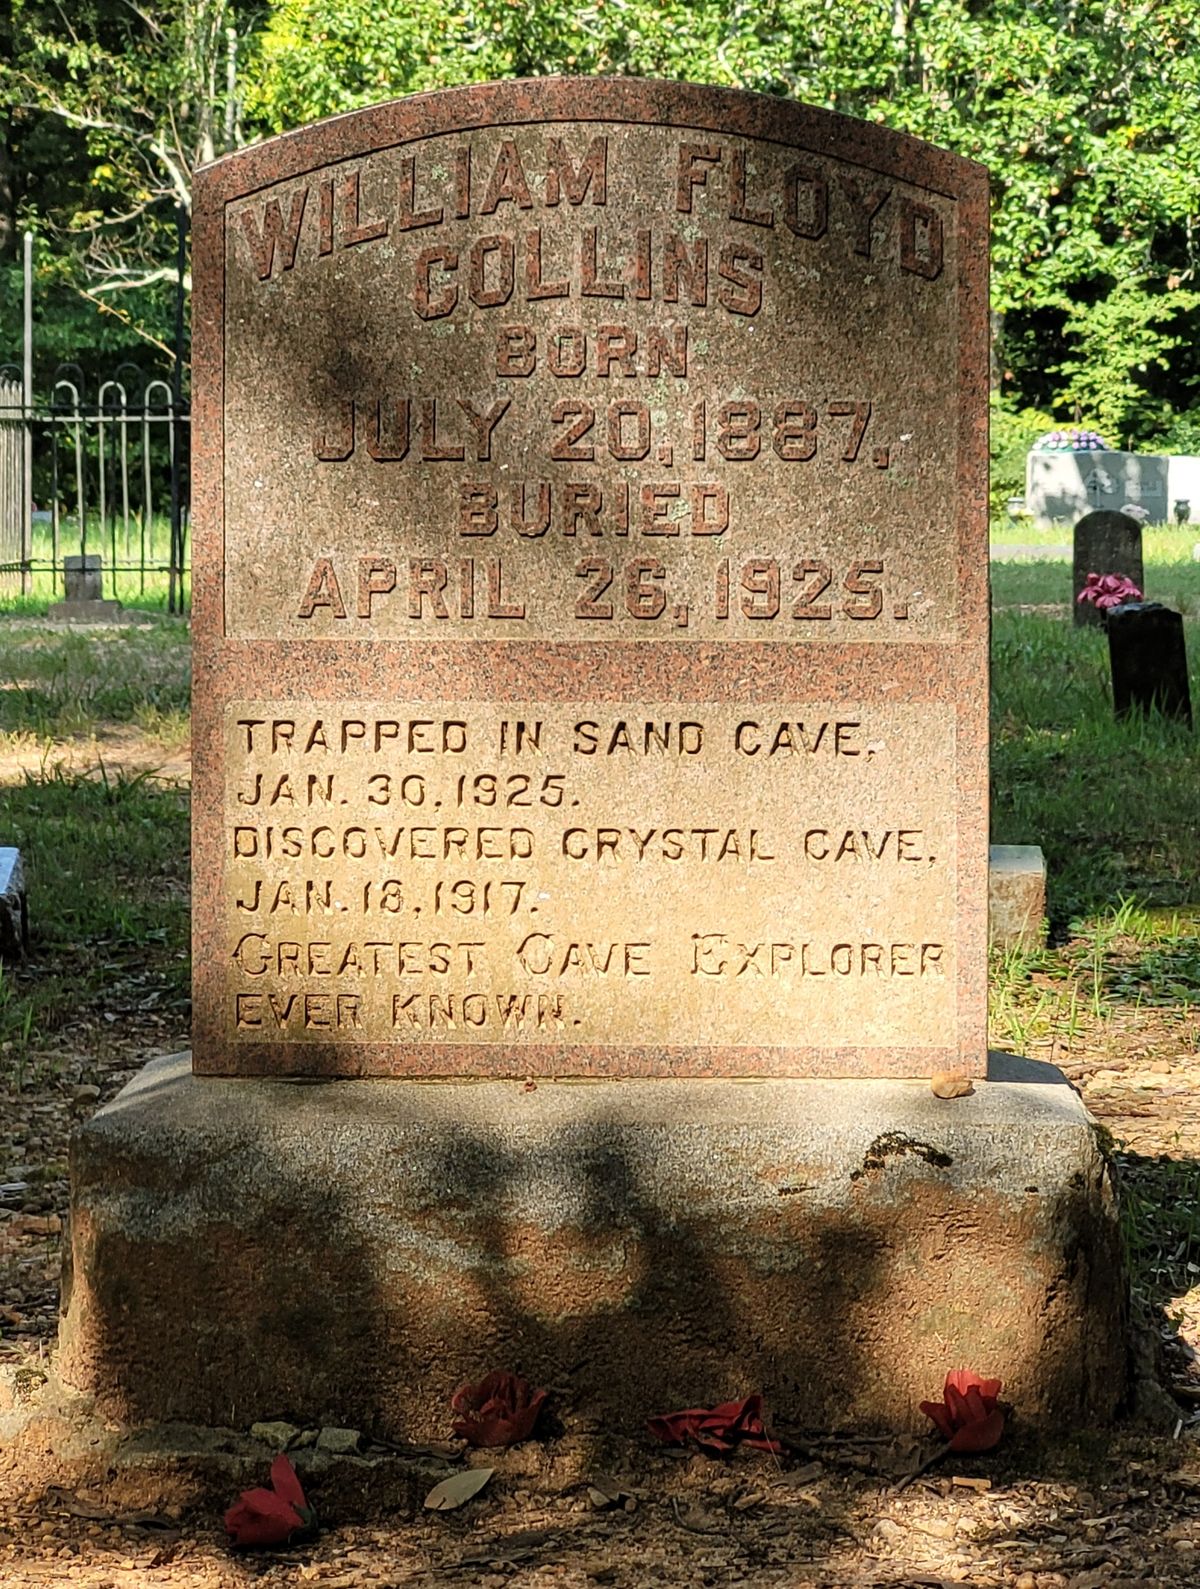 WILLIAM FLOYD
COLLINS
BORN
JULY 20, 1887,
BURIED
APRIL 26, 1925.
TRAPPED IN SAND CAVE,
JAN. 30, 1925.
DISCOVERED CRYSTAL CAVE,
JAN. 18, 1917.
GREATEST CAVE EXPLORER
EVER KNOWN.